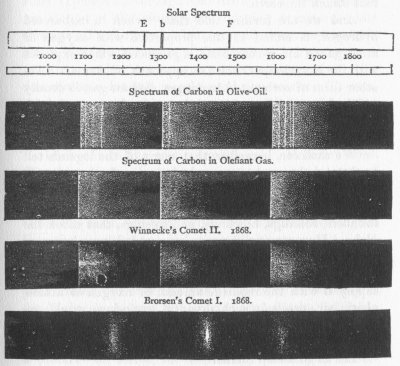 Solar Spectrum
E b F
1000 1100 1200 1300 1400 1500 1600 1700 1800
Spectrum of Carbon in Olive-Oil.
Spectrum of Carbon in Olefiant Gas.
Winnecke's Comet II. 1868.
Brorsen's Comet I, 1868.